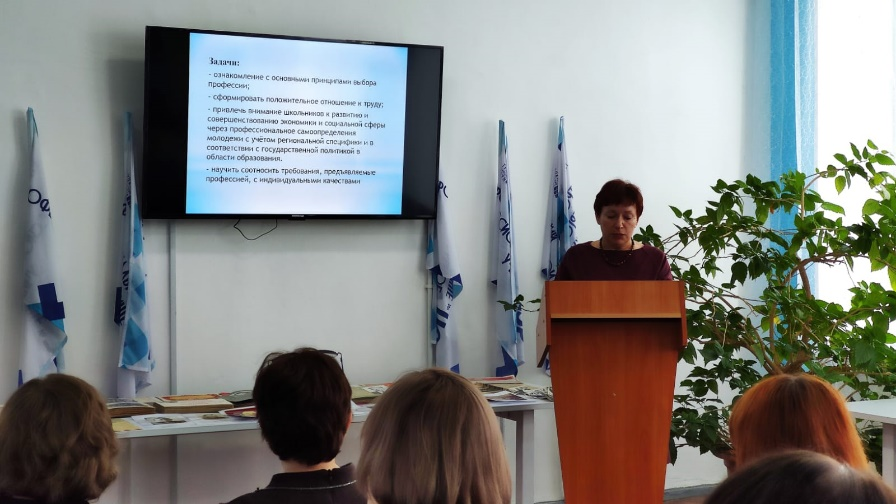 Задачи:
- ознакомление с основными принципами выбора
профессии;
- сформировать положительное отношение к труду;
- привлечь внимание школьников к развитию и
совершенствованию экономики и социальной сферы
через профессиональное самоопределения
молодежи с учётом региональной специфики и в
соответствии с государственной политикой в
области образования.
- научить соотносить требования, предъявляемые
профессией, с индивидуальными качествами